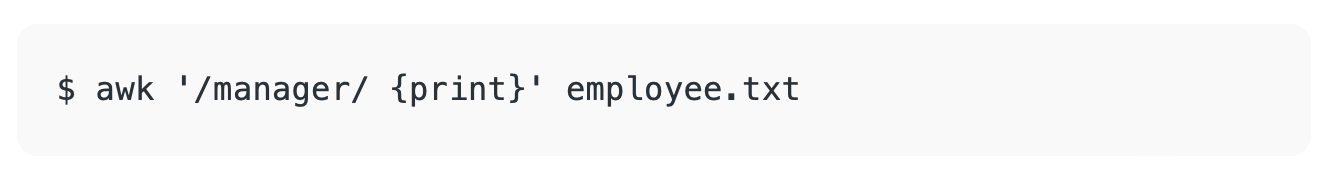 $ awk '/manager/ {print}' employee.txt